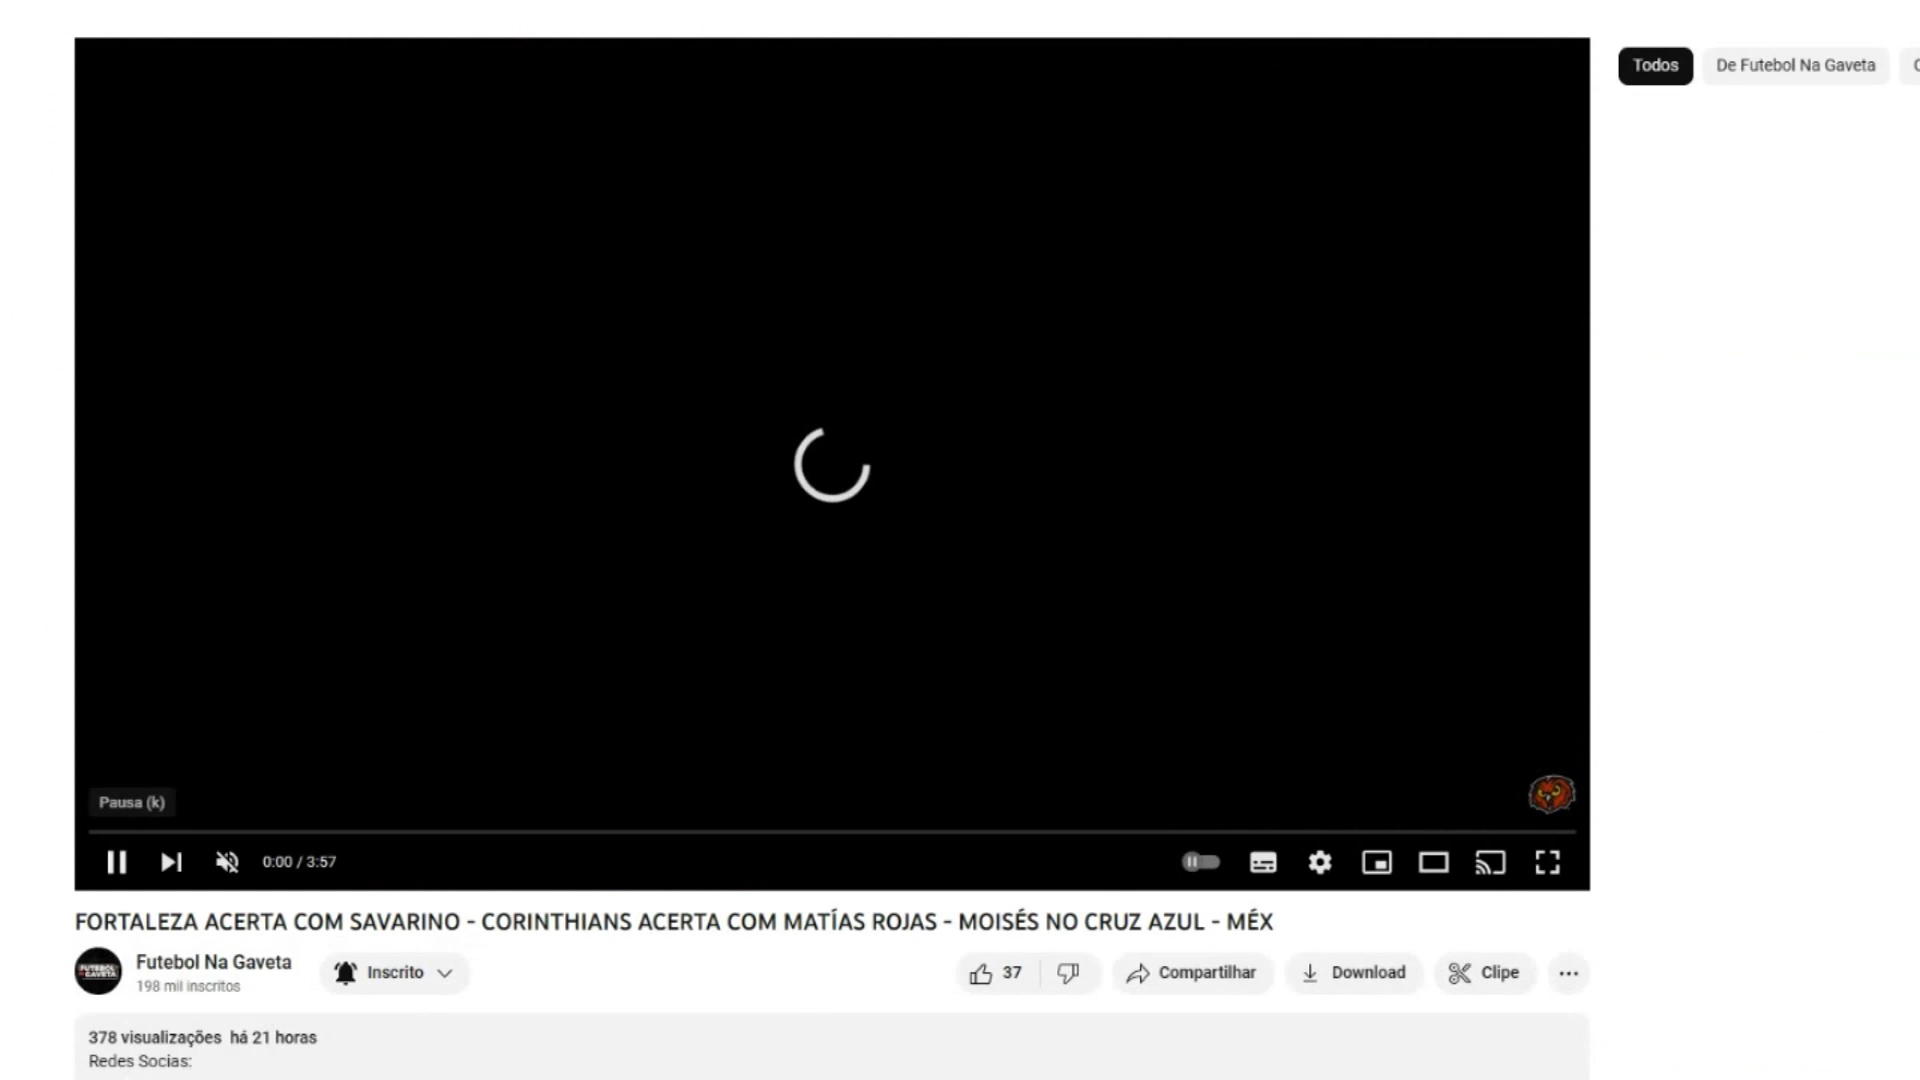 Todos
De Futebol Na Gaveta
Pausa (k)
0:00 / 3:57
FORTALEZA ACERTA COM SAVARINO - CORINTHIANS ACERTA COM MATÍAS ROJAS - MOISÉS NO CRUZ AZUL - MÉX
FUTEBOL
GAVETA
Futebol Na Gaveta
198 mil inscritos
Inscrito
37
Compartilhar
Download
Clipe
378 visualizações há 21 horas
Redes Socias: